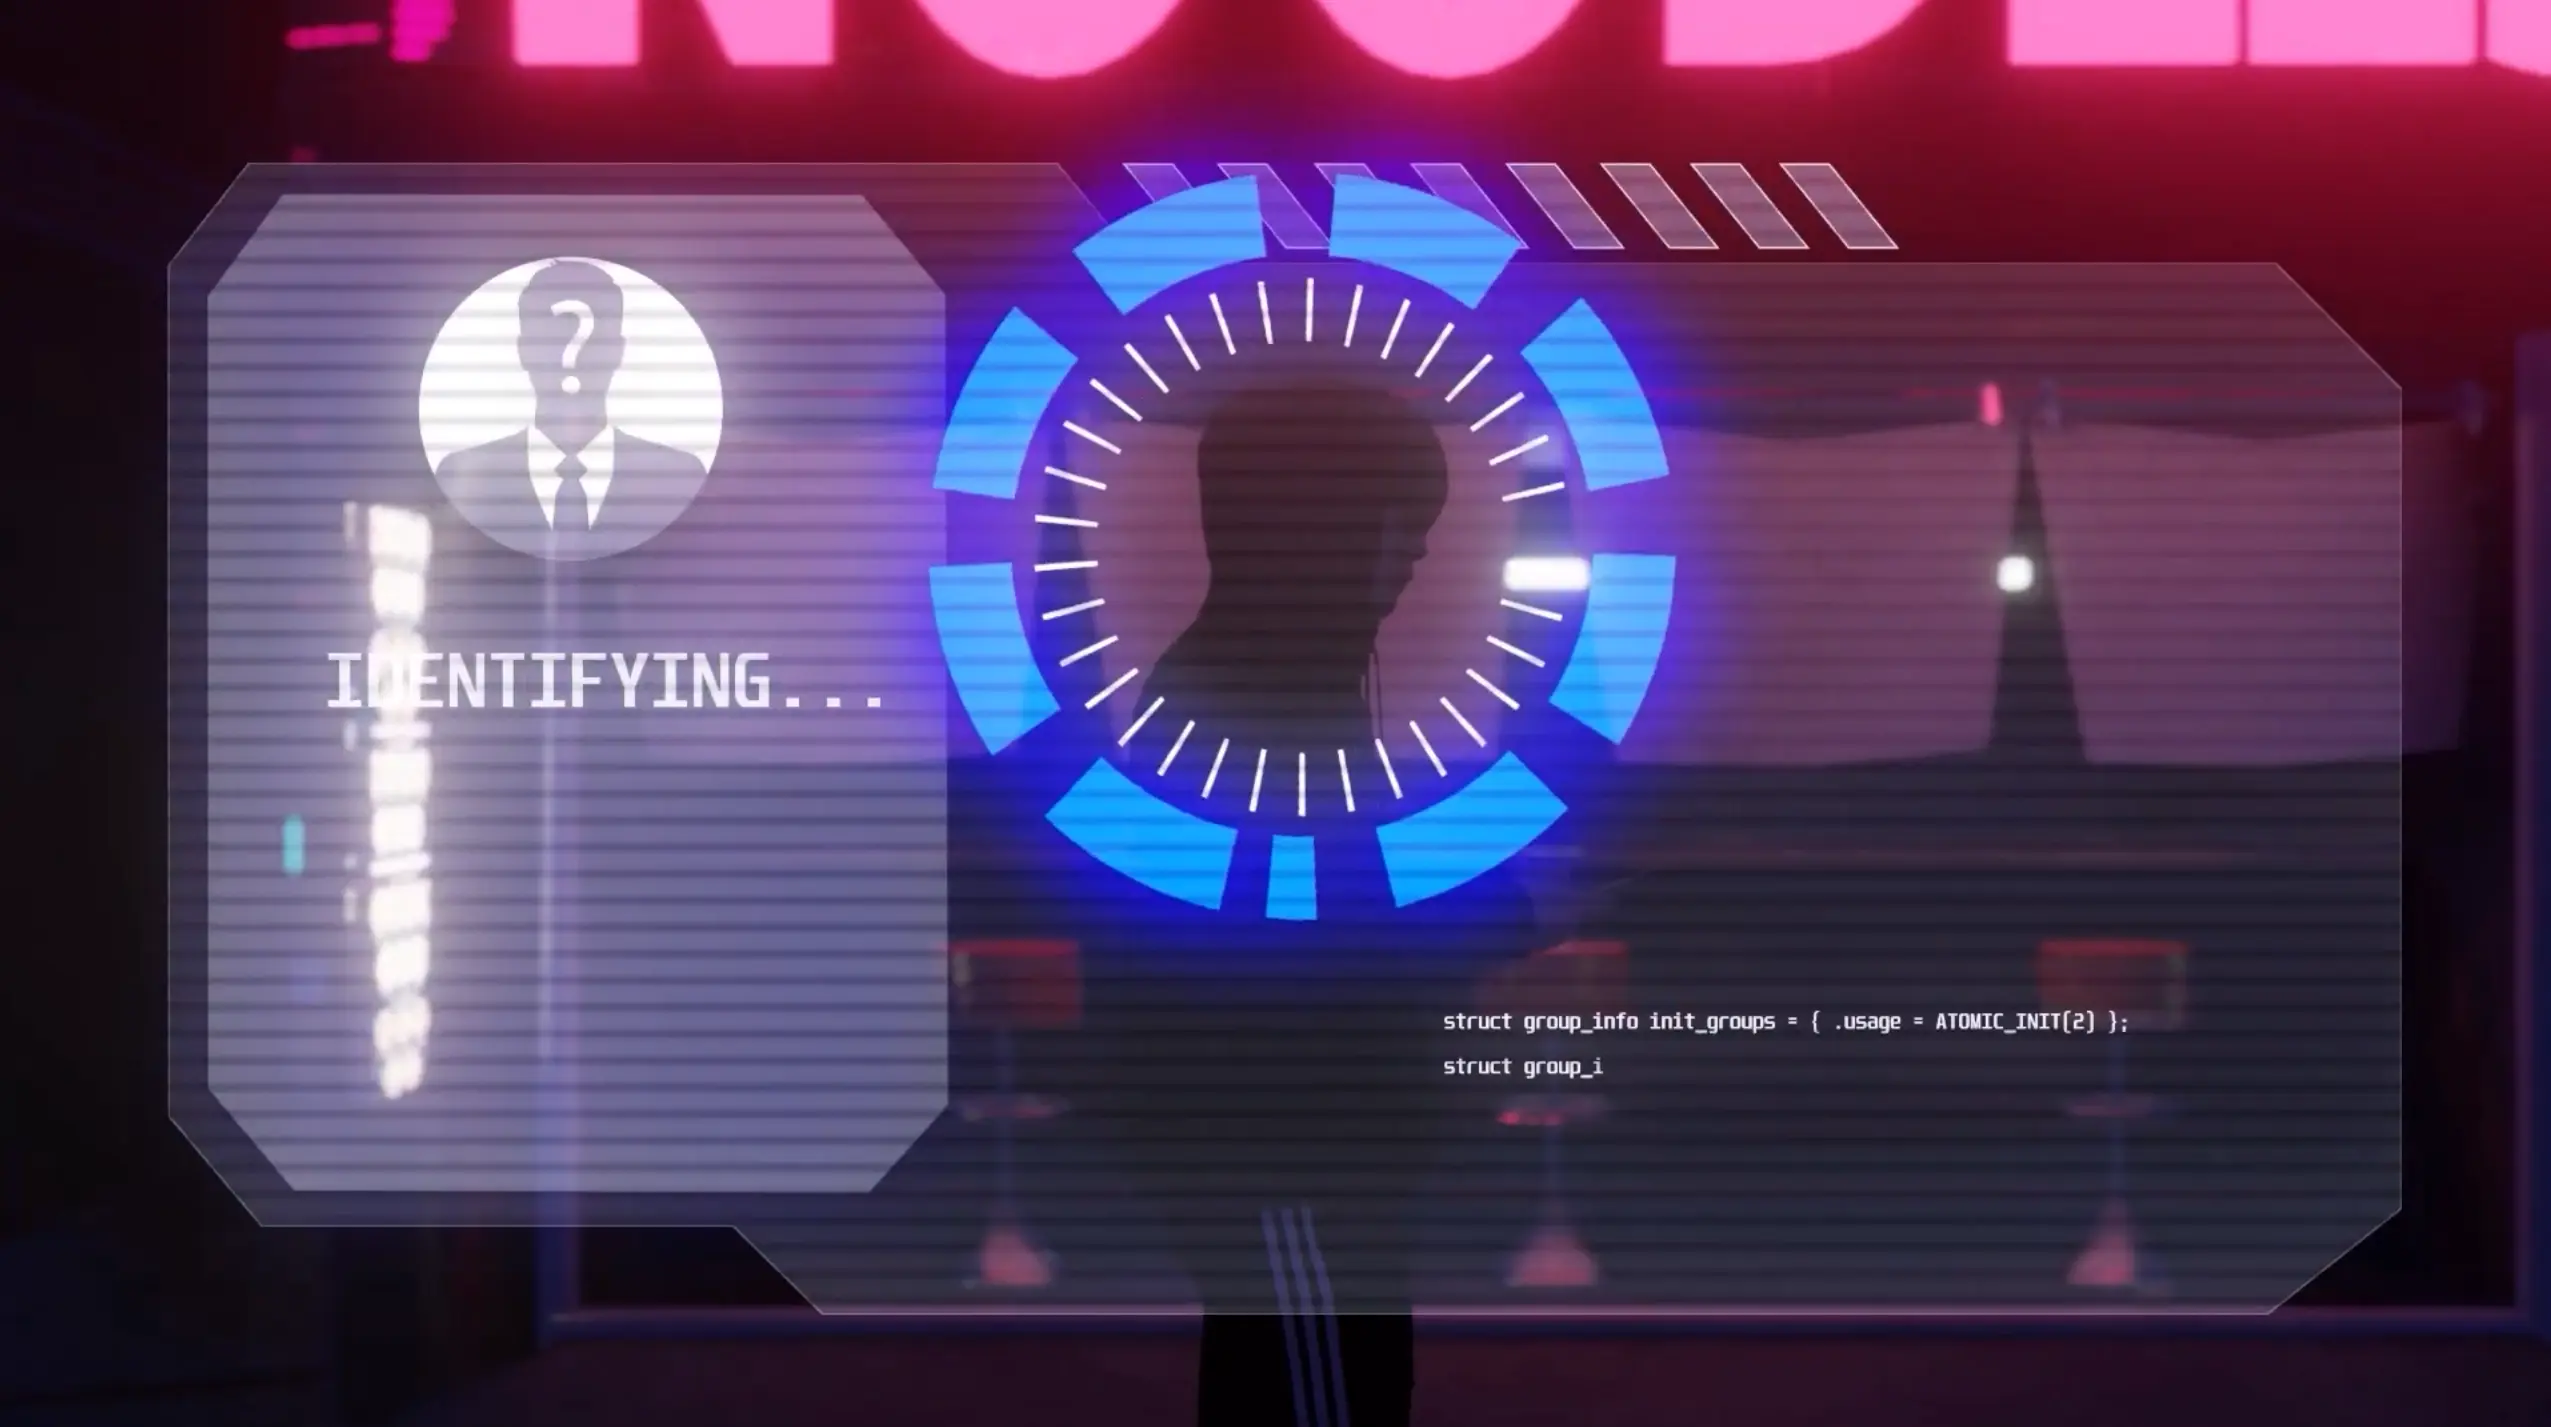 ?
IDENTIFYING...
struct group_info init_groups = { .usage = ATOMIC_INIT(2) };
struct group_i